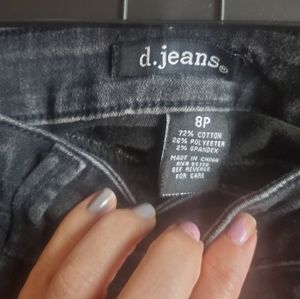 d.jeans®
8P
72% COTTON
26% POLYESTER
2% SPANDEX
MADE IN CHINA
SEE REVERSE
FOR CARE